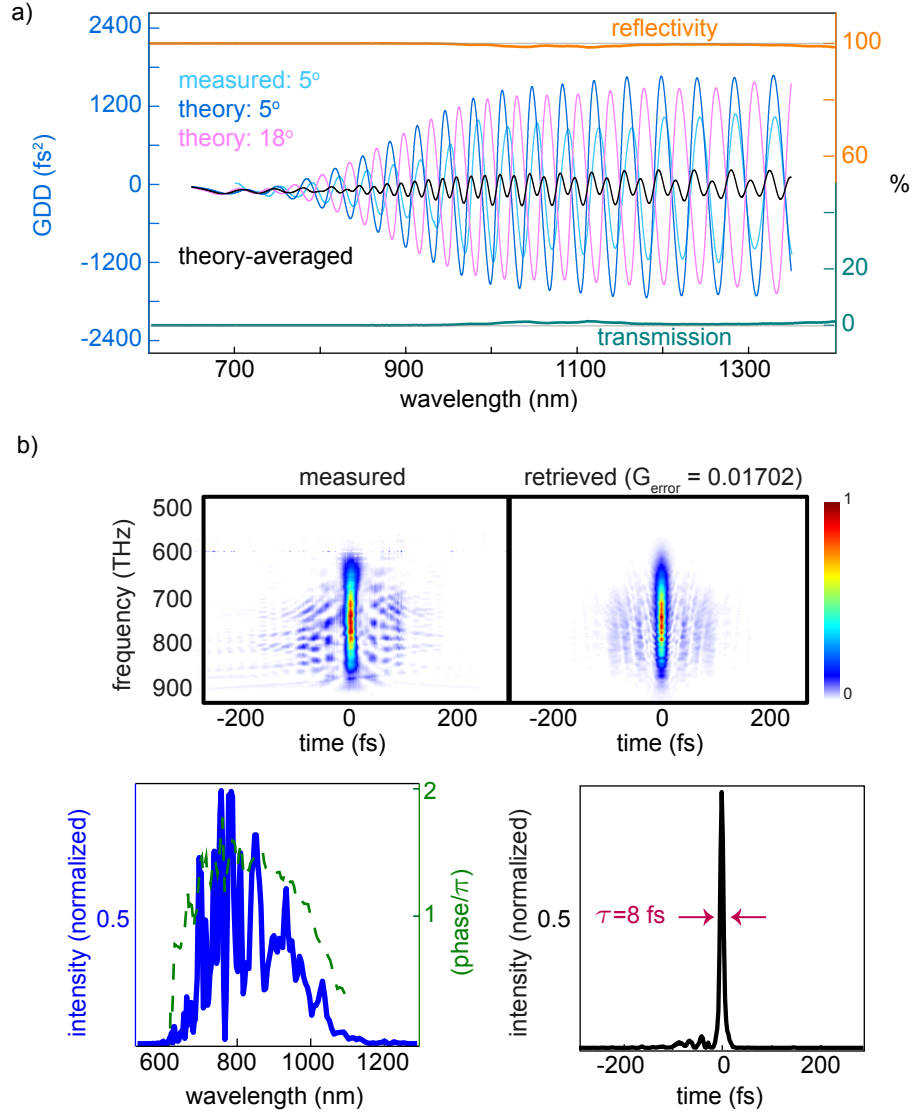 a)
2400
1200
0
-1200
-2400
GDD (fs²)
reflectivity
measured: 5°
theory: 5°
theory: 18°
theory-averaged
transmission
100
60
20
0
%
700
900
1100
1300
wavelength (nm)
b)
measured
retrieved (G_error = 0.01702)
500
600
700
800
900
frequency (THz)
-200
0
200
time (fs)
-200
0
200
time (fs)
1
0
intensity (normalized)
0.5
2
1
(phase/π)
600
800
1000
1200
wavelength (nm)
intensity (normalized)
0.5
τ=8 fs
-200
0
200
time (fs)